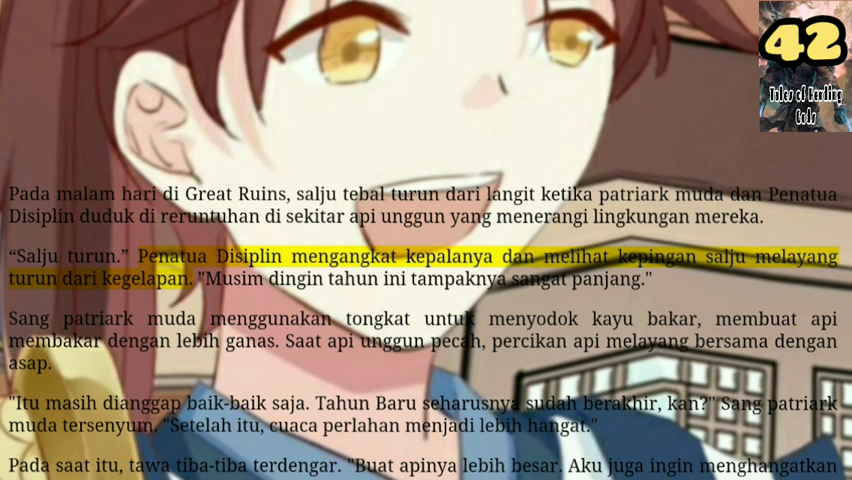 42
Tales of Herding
Gods
Pada malam hari di Great Ruins, salju tebal turun dari langit ketika patriark muda dan Penatua
Disiplin duduk di reruntuhan di sekitar api unggun yang menerangi lingkungan mereka.
“Salju turun.” Penatua Disiplin mengangkat kepalanya dan melihat kepingan salju melayang
turun dari kegelapan. "Musim dingin tahun ini tampaknya sangat panjang."
Sang patriark muda menggunakan tongkat untuk menyodok kayu bakar, membuat api
membakar dengan lebih ganas. Saat api unggun pecah, percikan api melayang bersama dengan
asap.
"Itu masih dianggap baik-baik saja. Tahun Baru seharusnya sudah berakhir, kan?" Sang patriark
muda tersenyum. "Setelah itu, cuaca perlahan menjadi lebih hangat."
Pada saat itu, tawa tiba-tiba terdengar. "Buat apinya lebih besar. Aku juga ingin menghangatkan